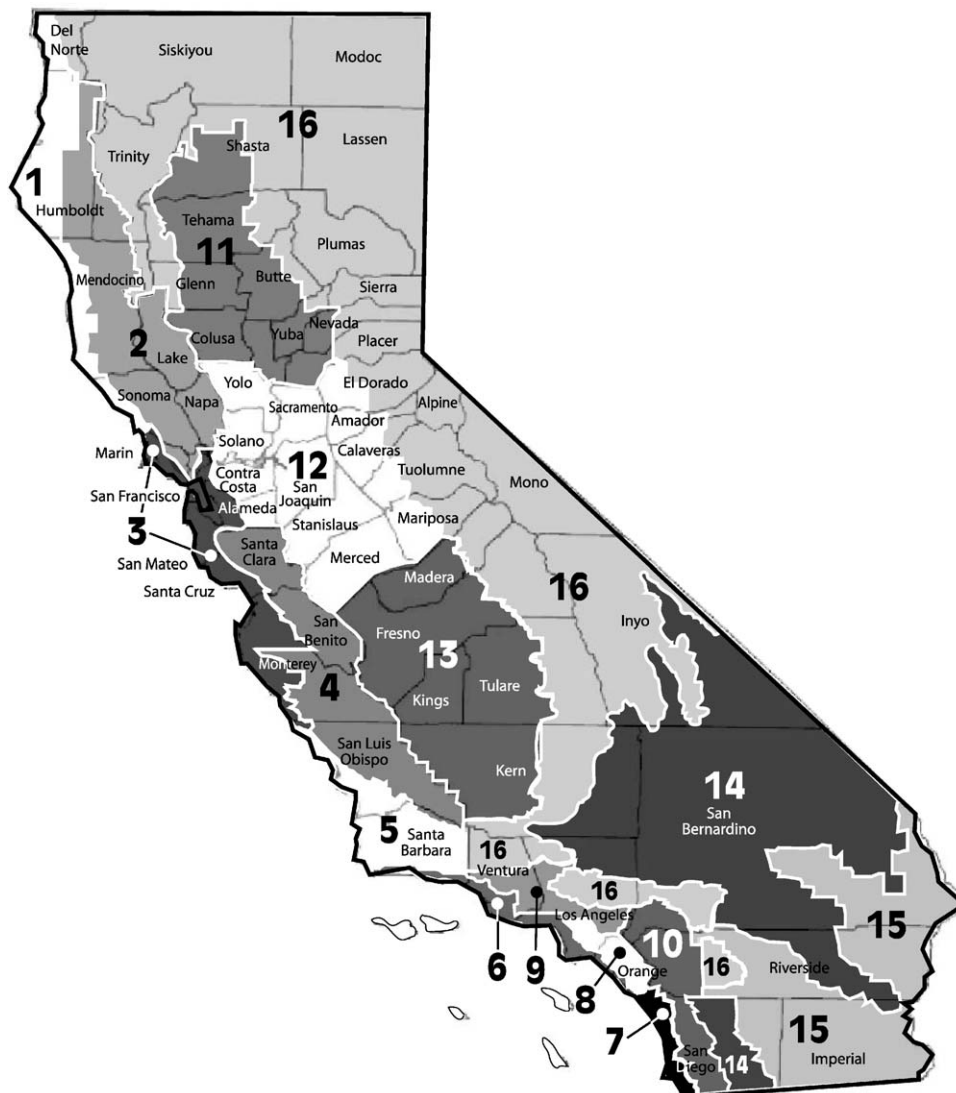 Del
Norte
Siskiyou
Modoc
16
Shasta
Lassen
Trinity
1
Humboldt
Tehama
11
Plumas
Butte
Mendocino
Glenn
Sierra
Nevada
2
Colusa
Yuba
Placer
Lake
Yolo
El Dorado
Sonoma
Napa
Sacramento
Alpine
Amador
Solano
Marin
Calaveras
12
Contra
Costa
Tuolumne
San
Joaquin
Mono
San Francisco
Alameda
Stanislaus
Mariposa
3
Santa
Clara
Merced
San Mateo
Madera
16
Santa Cruz
San
Benito
Fresno
Inyo
13
Monterey
4
Tulare
Kings
San Luis
Obispo
Kern
14
San
Bernardino
5
Santa
Barbara
16
Ventura
16
Los Angeles
15
10
6
9
8
Orange
16
Riverside
7
15
San
Diego
14
Imperial